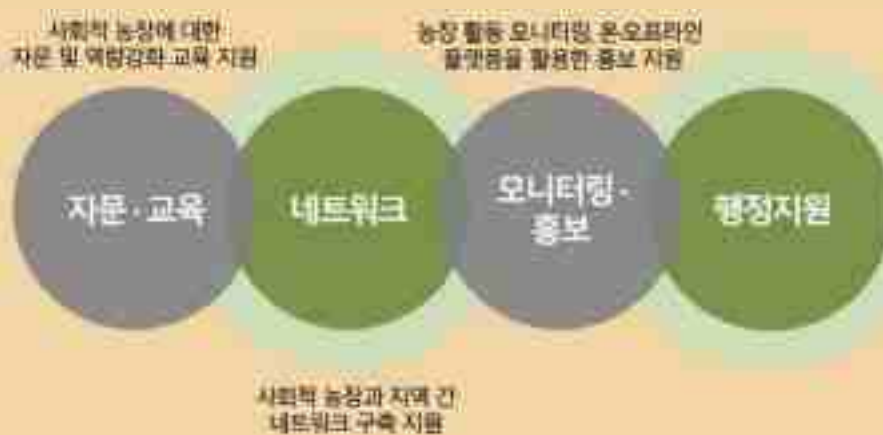 사회적 농장에 대한
자문 및 역량강화 교육 지원
농장 활동 모니터링, 온·오프라인
플랫폼을 활용한 홍보 지원
자문·교육
네트워크
모니터링·
홍보
행정지원
사회적 농장과 지역 간
네트워크 구축 지원